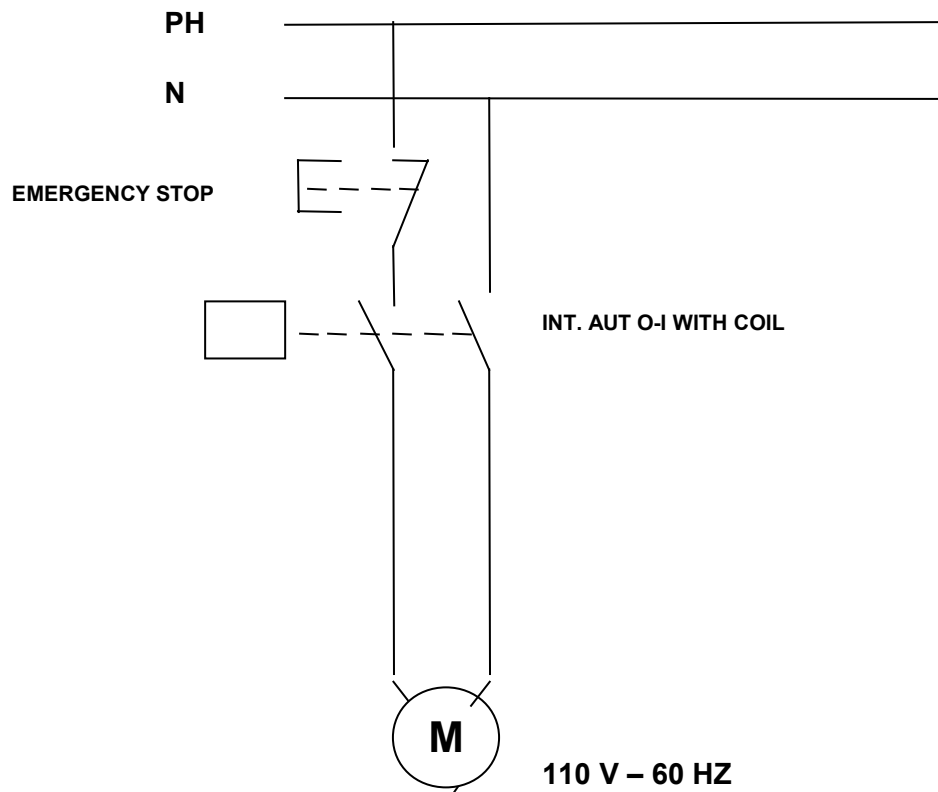 PH
N
EMERGENCY STOP
INT. AUT O-I WITH COIL
M
110 V – 60 HZ